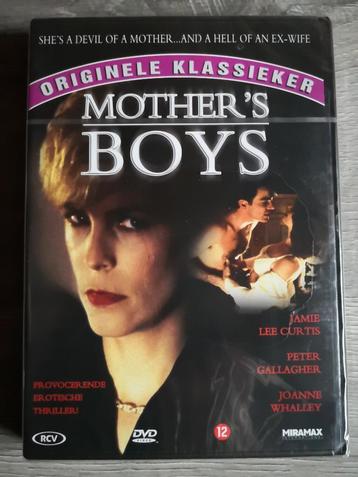 SHE'S A DEVIL OF A MOTHER...AND A HELL OF AN EX-WIFE
ORIGINELE KLASSIEKER
MOTHER'S
BOYS
JAMIE
LEE CURTIS
PETER
GALLAGHER
JOANNE
WHALLEY
PROVOCERENDE
EROTISCHE
THRILLER!
RCV
DVD
VIDEO
12
MIRAMAX
INTERNATIONAL